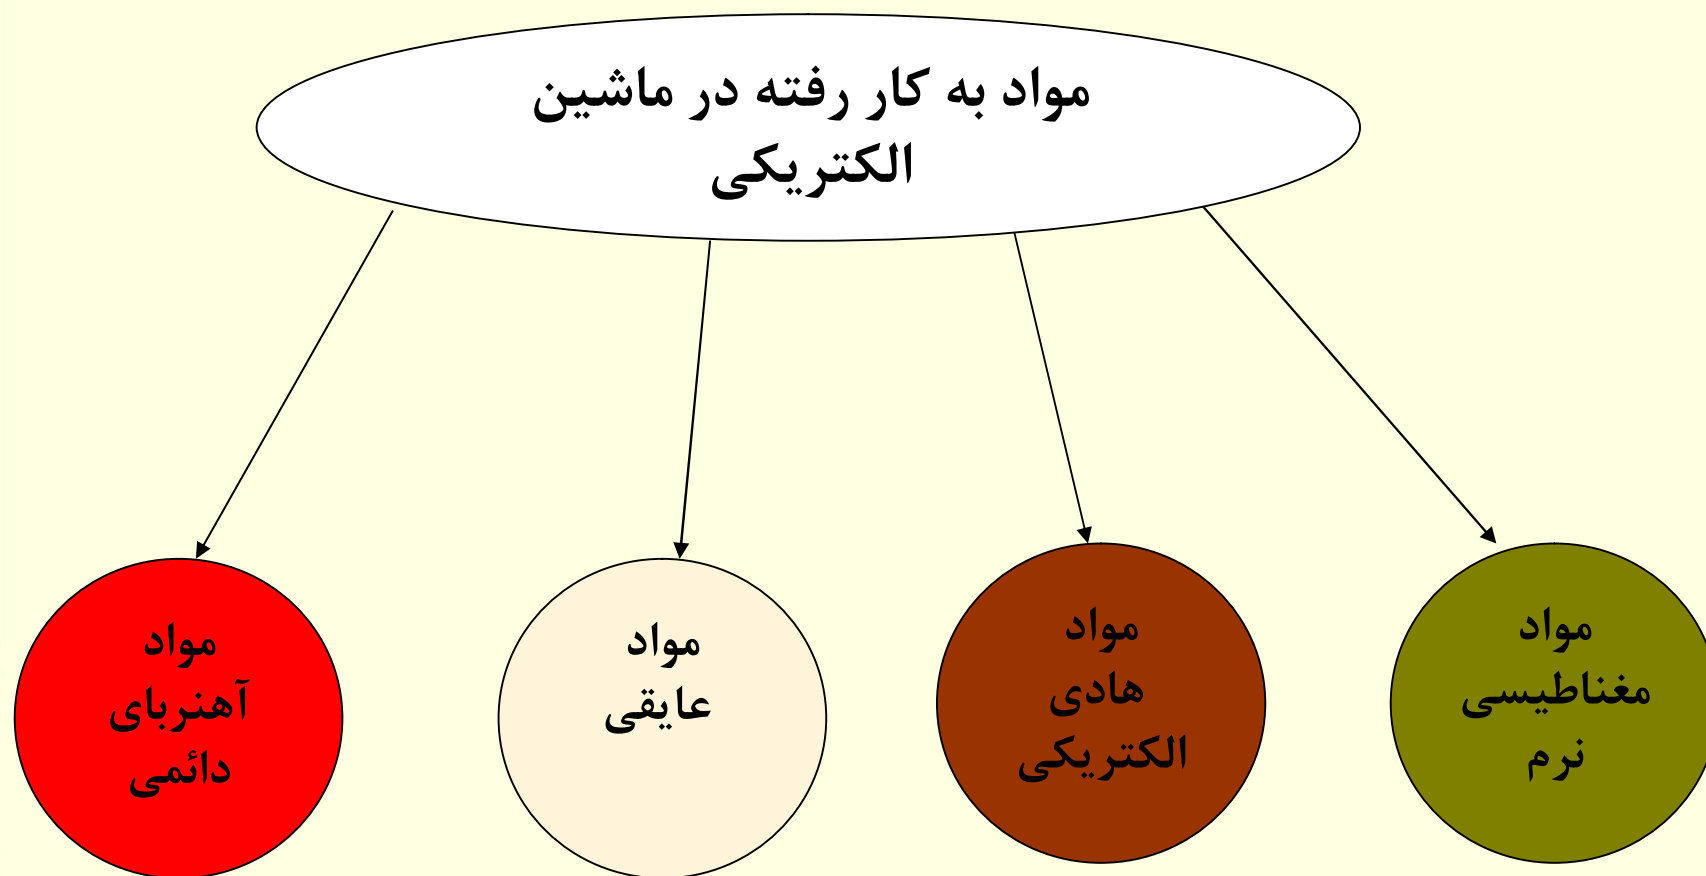 مواد به کار رفته در ماشین
الکتریکی
مواد
مغناطیسی
نرم
مواد
هادی
الکتریکی
مواد
عایقی
مواد
آهنربای
دائمی